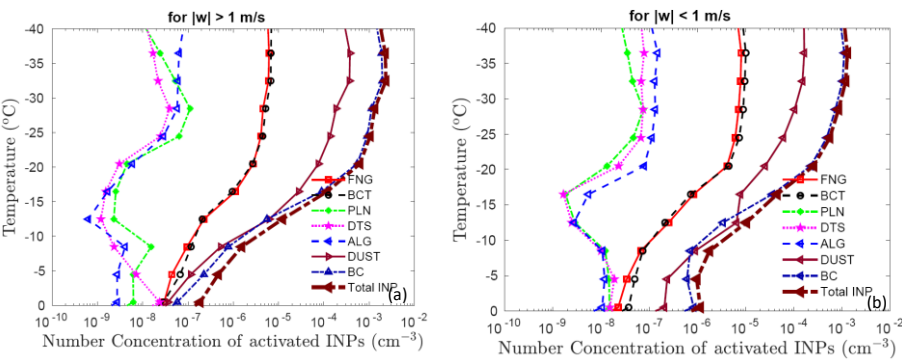 for |w| > 1 m/s
-40
-35
-30
-25
-20
-15
-10
-5
0
Temperature (°C)
FNG
BCT
PLN
DTS
ALG
DUST
BC
Total INP
(a)
10⁻¹⁰ 10⁻⁹ 10⁻⁸ 10⁻⁷ 10⁻⁶ 10⁻⁵ 10⁻⁴ 10⁻³ 10⁻²
Number Concentration of activated INPs (cm⁻³)
for |w| < 1 m/s
-40
-35
-30
-25
-20
-15
-10
-5
0
Temperature (°C)
FNG
BCT
PLN
DTS
ALG
DUST
BC
Total INP
(b)
10⁻¹⁰ 10⁻⁹ 10⁻⁸ 10⁻⁷ 10⁻⁶ 10⁻⁵ 10⁻⁴ 10⁻³ 10⁻²
Number Concentration of activated INPs (cm⁻³)